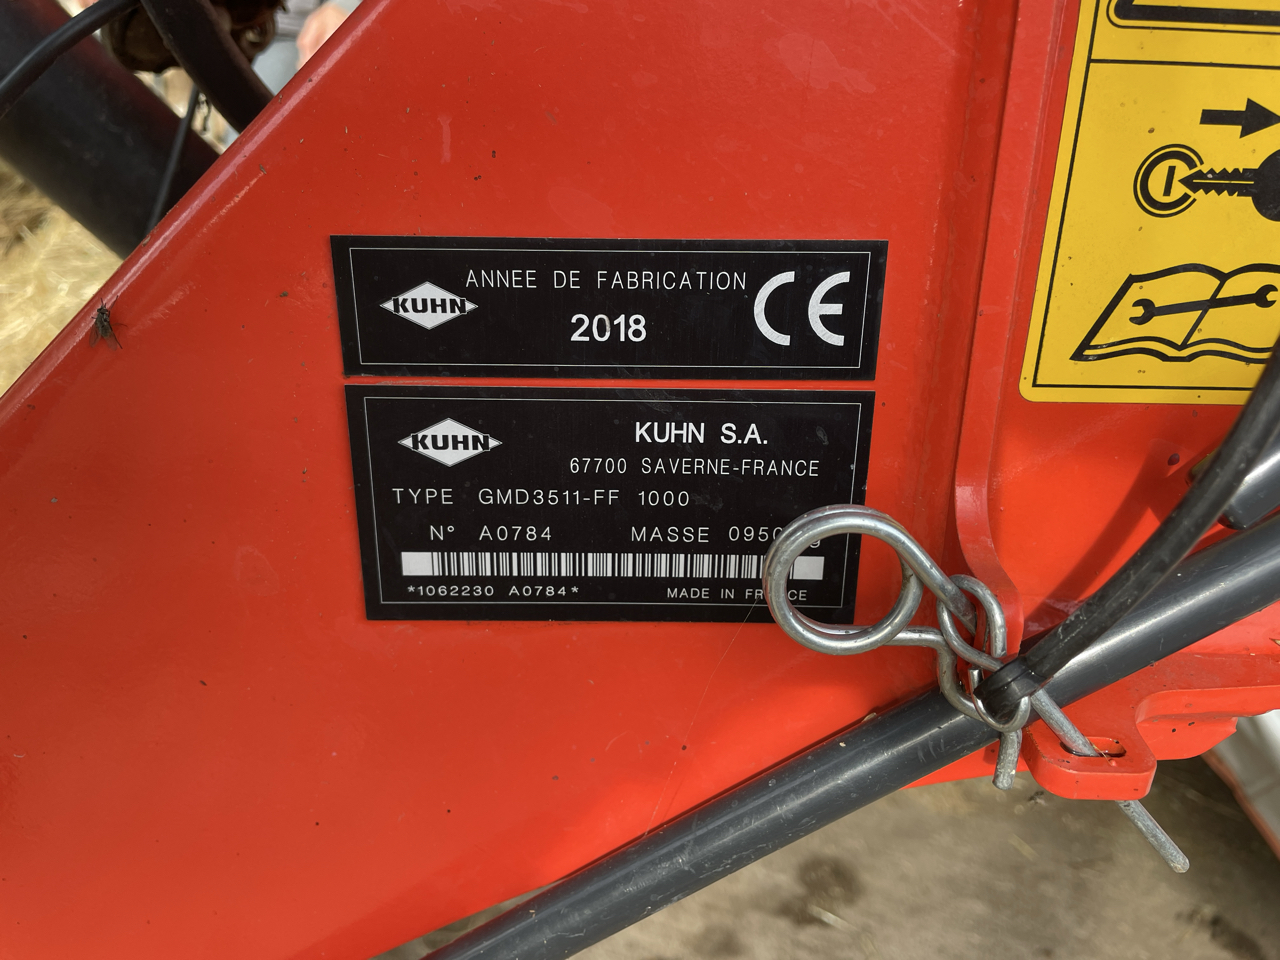 KUHN
ANNEE DE FABRICATION
2018
CE
KUHN
KUHN S.A.
67700 SAVERNE-FRANCE
TYPE GMD3511-FF 1000
N° A0784 MASSE
*1062230 A0784*
MADE IN FRANCE